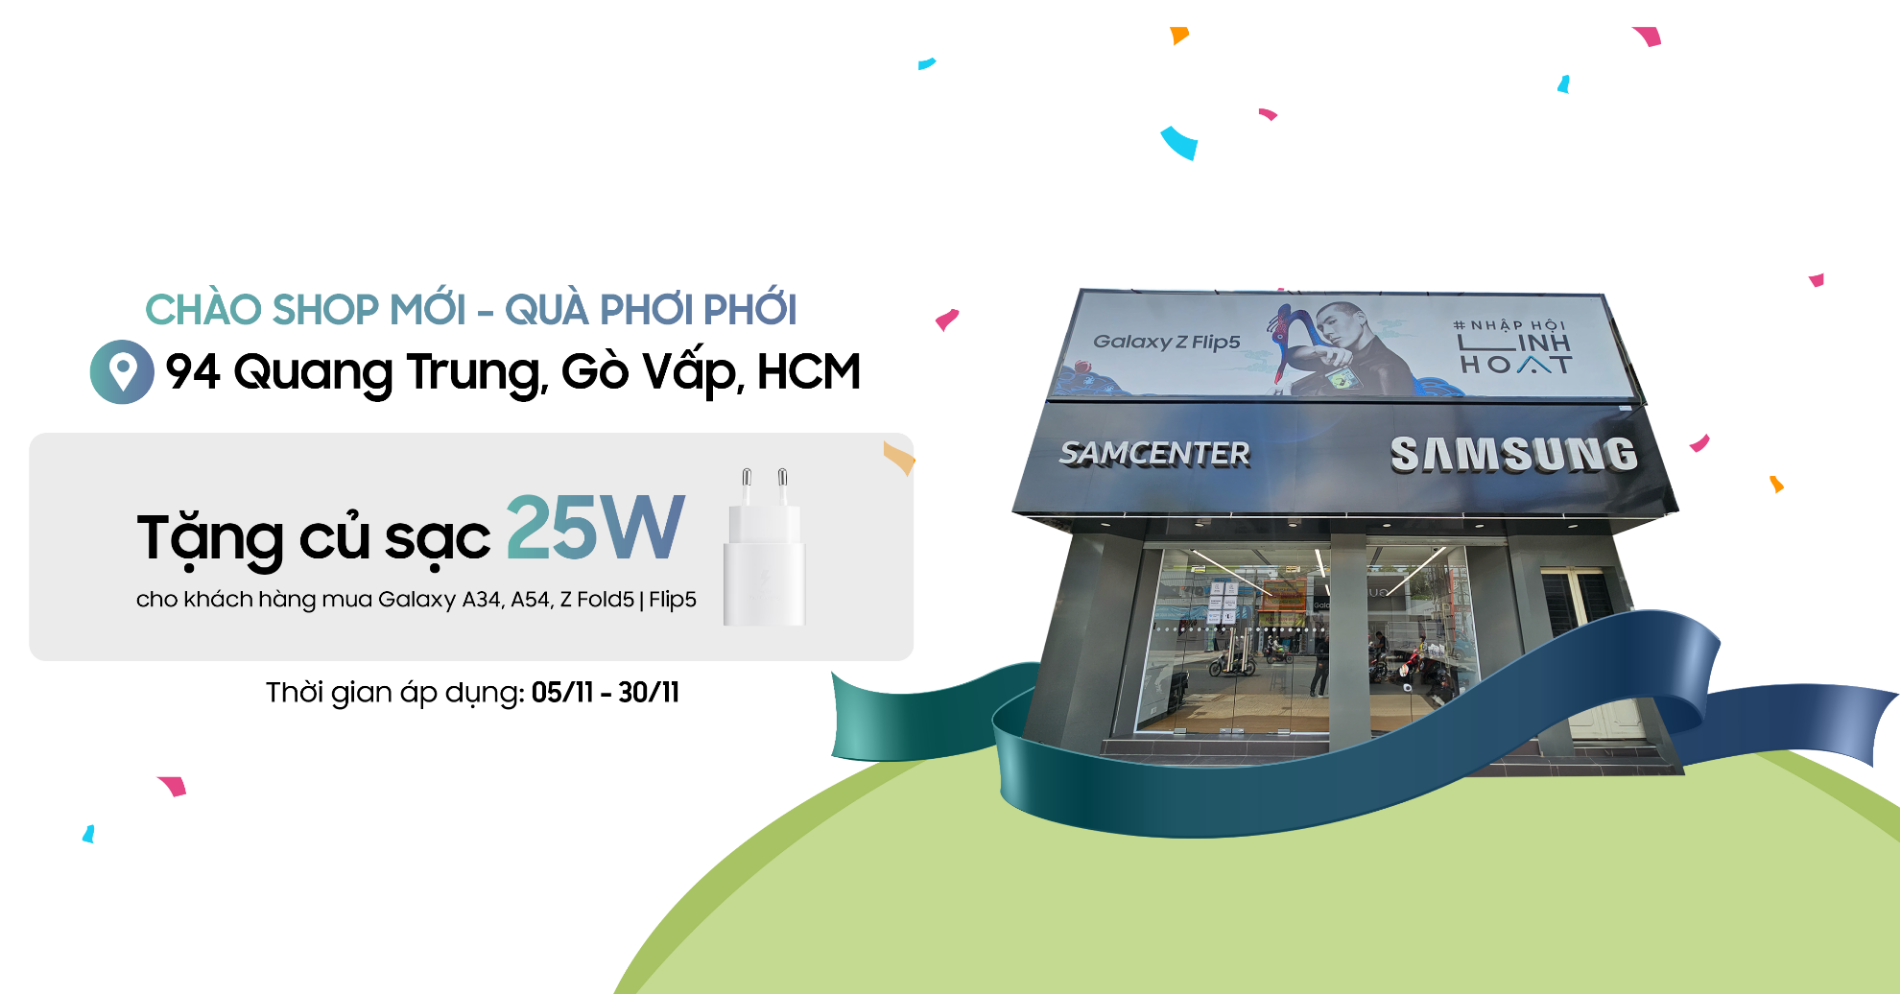 CHÀO SHOP MỚI - QUÀ PHƠI PHỚI
94 Quang Trung, Gò Vấp, HCM
Tặng củ sạc 25W
cho khách hàng mua Galaxy A34, A54, Z Fold5 | Flip5
Thời gian áp dụng: 05/11 - 30/11
Galaxy Z Flip5
#NHẬP HỘI
LINH
HOẠT
SAMCENTER
SAMSUNG